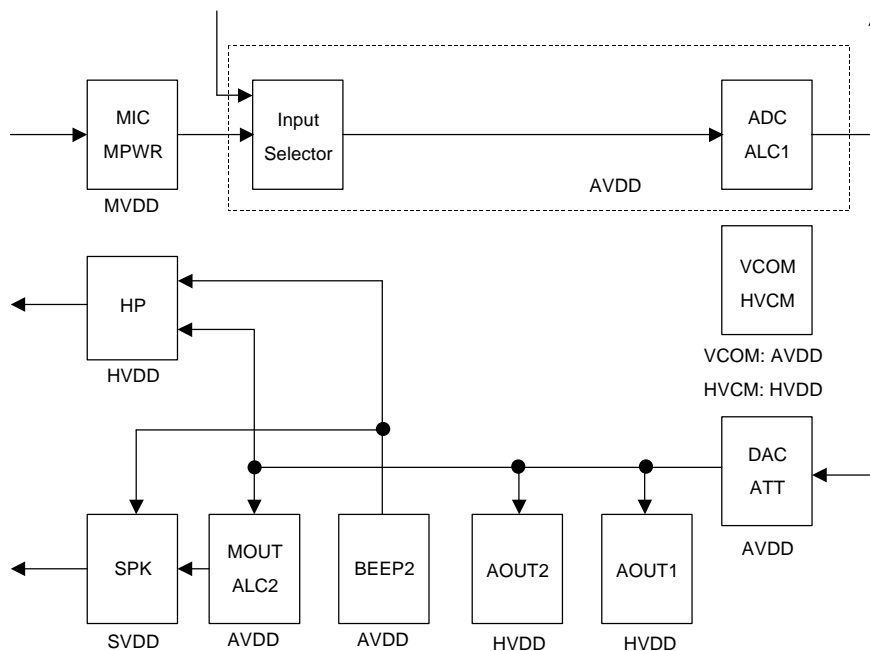 MIC
MPWR
MVDD
Input
Selector
ADC
ALC1
AVDD
VCOM
HVCM
VCOM: AVDD
HVCM: HVDD
HP
HVDD
DAC
ATT
AVDD
SPK
SVDD
MOUT
ALC2
AVDD
BEEP2
AVDD
AOUT2
HVDD
AOUT1
HVDD